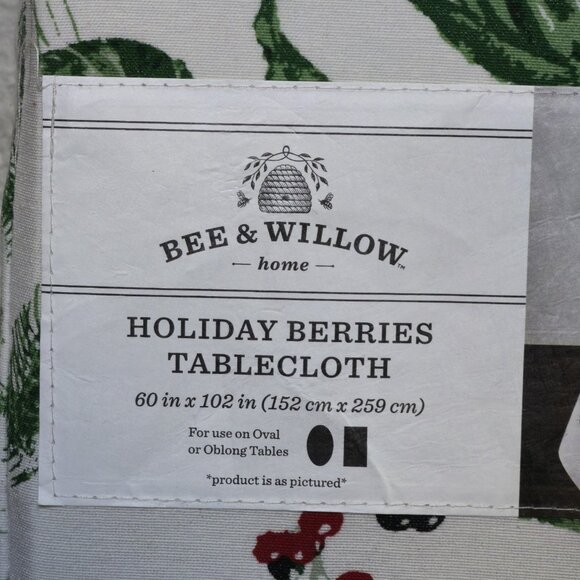 BEE & WILLOW™
home
HOLIDAY BERRIES
TABLECLOTH
60 in x 102 in (152 cm x 259 cm)
For use on Oval
or Oblong Tables
*product is as pictured*